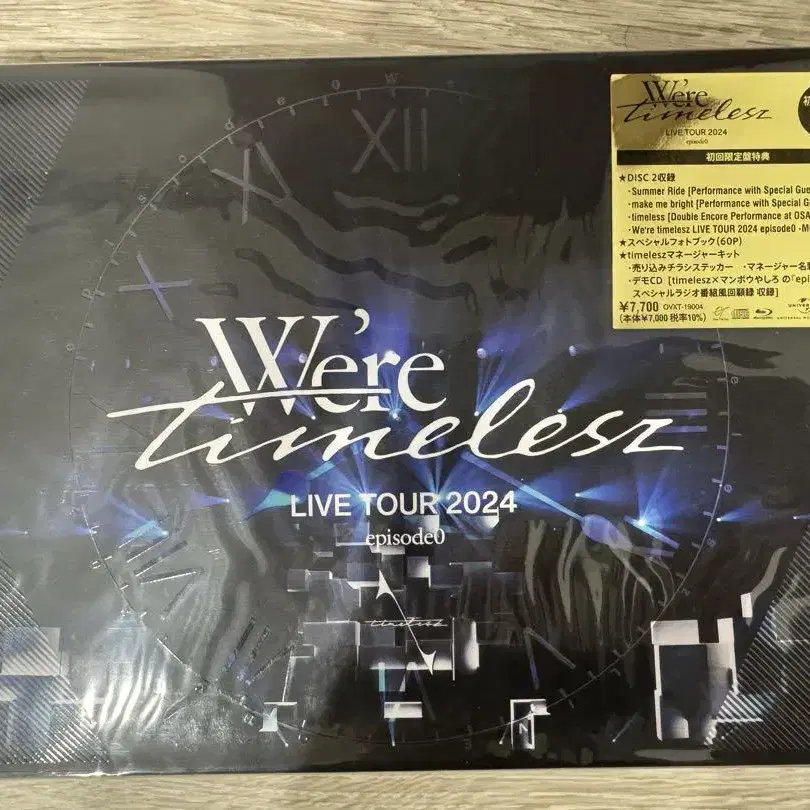 XII
XI
X
We're
timelesz
LIVE TOUR 2024
episode0
timelesz
We're
timelesz
LIVE TOUR 2024
episode0
初回限定盤特典
★DISC 2収録
・Summer Ride [Performance with Special
・make me bright [Performance with Special
・timeless [Double Encore Performance at
・We're timelesz LIVE TOUR 2024 episode0
★スペシャルフォトブック(60P)
★timeleszマネージャーキット
・売り込みチラシステッカー ・マネージャー名
・デモCD [timelesz×マンボウやしろ の
スペシャルラジオ番組風回顧録 収録]
¥7,700 OVXT-19004
(本体¥7,000 税率10%)